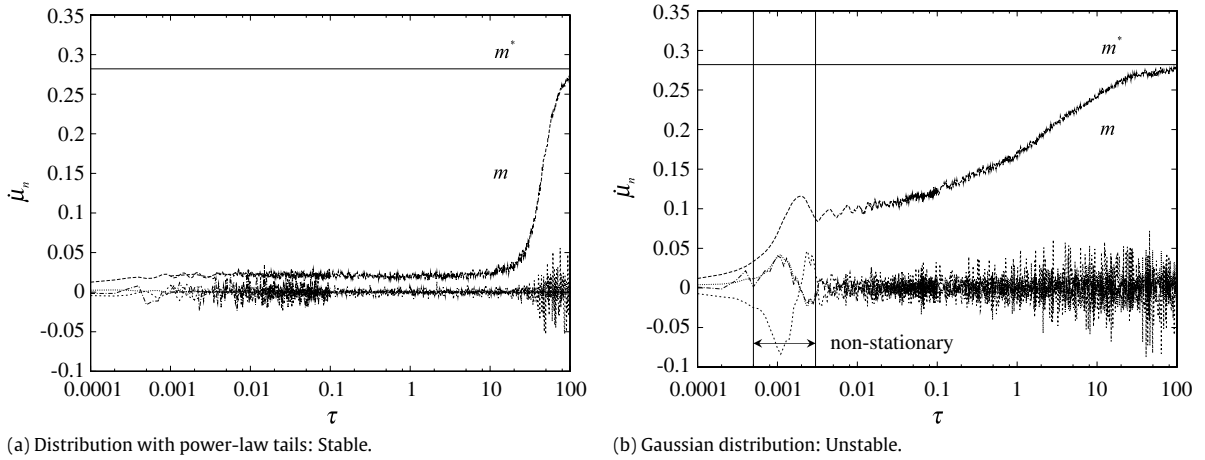 0.35
0.3
0.25
0.2
0.15
0.1
0.05
0
-0.05
-0.1
μ̇ₙ
m*
m
0.0001 0.001 0.01 0.1 1 10 100
τ
(a) Distribution with power-law tails: Stable.
0.35
0.3
0.25
0.2
0.15
0.1
0.05
0
-0.05
-0.1
μ̇ₙ
m*
m
non-stationary
0.0001 0.001 0.01 0.1 1 10 100
τ
(b) Gaussian distribution: Unstable.